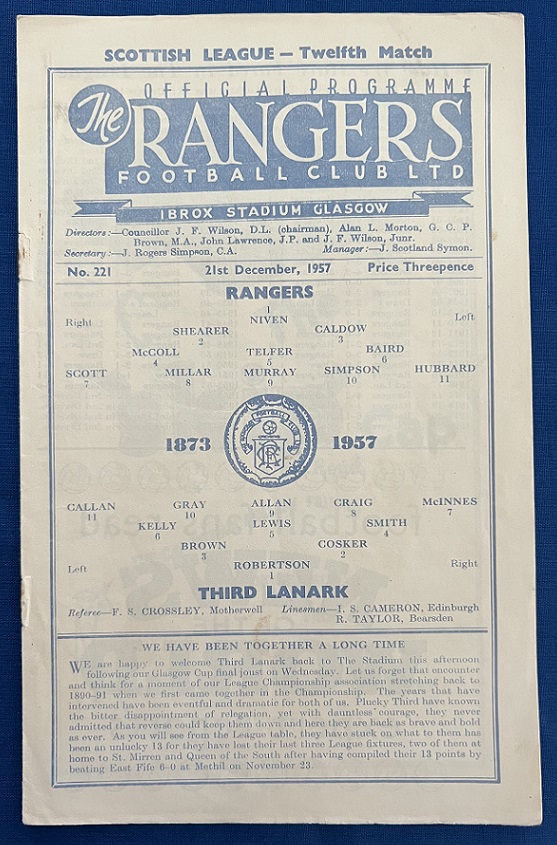 SCOTTISH LEAGUE — Twelfth Match
OFFICIAL PROGRAMME
The RANGERS
FOOTBALL CLUB LTD
IBROX STADIUM GLASGOW
Directors:—Councillor J. F. Wilson, D.L. (chairman), Alan L. Morton, G. C. P.
Brown, M.A., John Lawrence, J.P. and J. F. Wilson, Junr.
Secretary:—J. Rogers Simpson, C.A. Manager:—J. Scotland Symon.
No. 221 21st December, 1957 Price Threepence
RANGERS
1
Right NIVEN Left
SHEARER CALDOW
2 3
McCOLL TELFER BAIRD
4 5 6
SCOTT MILLAR MURRAY SIMPSON HUBBARD
7 8 9 10 11
1873 1957
CALLAN GRAY ALLAN CRAIG McINNES
11 10 9 8 7
KELLY LEWIS SMITH
6 5 4
BROWN COSKER
3 2
Left ROBERTSON Right
1
THIRD LANARK
Referee—F. S. CROSSLEY, Motherwell Linesmen—I. S. CAMERON, Edinburgh
R. TAYLOR, Bearsden
WE HAVE BEEN TOGETHER A LONG TIME
WE are happy to welcome Third Lanark back to The Stadium this afternoon
following our Glasgow Cup final joust on Wednesday. Let us forget that encounter
and think for a moment of our League Championship association stretching back to
1890-91 when we first came together in the Championship. The years that have
intervened have been eventful and dramatic for both of us. Plucky Third have known
the bitter disappointment of relegation, yet with dauntless courage, they never
admitted that reverse could keep them down and here they are back as brave and bold
as ever. As you will see from the League table, they have stuck on what to them has
been an unlucky 13 for they have lost their last three League fixtures, two of them at
home to St. Mirren and Queen of the South after having compiled their 13 points by
beating East Fife 6-0 at Methil on November 23.